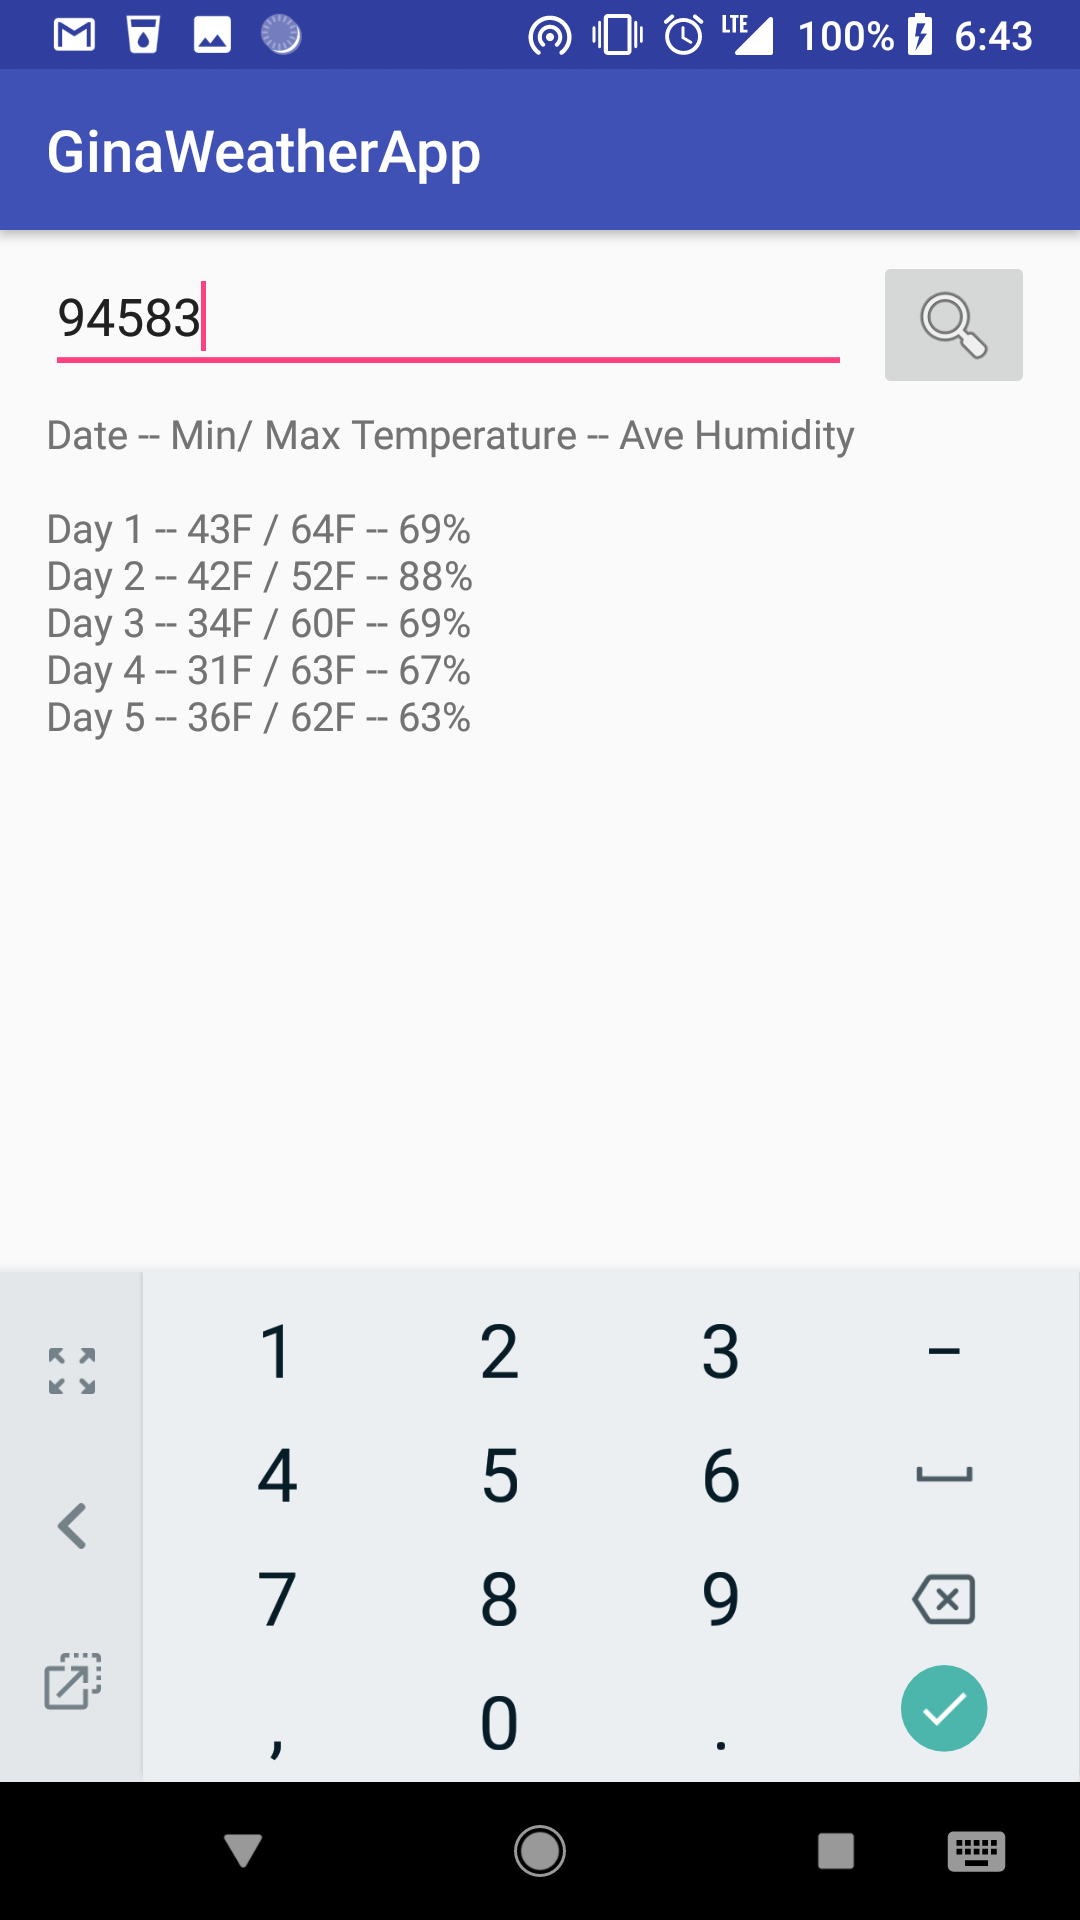 LTE 100% 6:43
GinaWeatherApp
94583
Date -- Min/ Max Temperature -- Ave Humidity
Day 1 -- 43F / 64F -- 69%
Day 2 -- 42F / 52F -- 88%
Day 3 -- 34F / 60F -- 69%
Day 4 -- 31F / 63F -- 67%
Day 5 -- 36F / 62F -- 63%
1 2 3 –
4 5 6
7 8 9
, 0 .